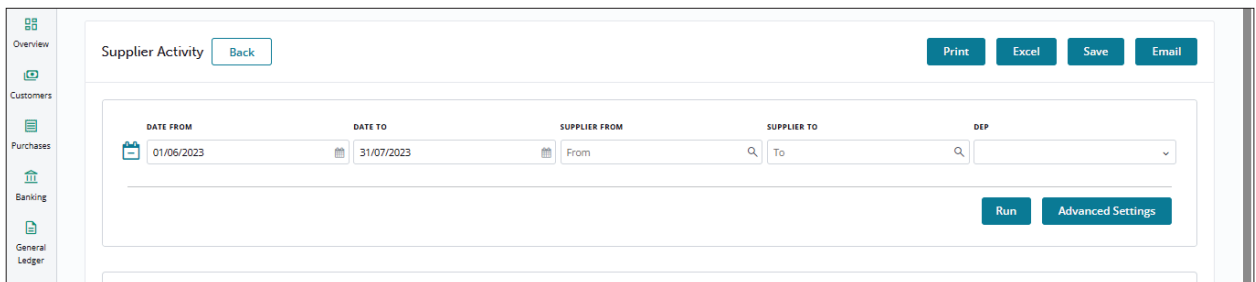 Overview
Customers
Purchases
Banking
General
Ledger
Supplier Activity
Back
Print
Excel
Save
Email
DATE FROM
DATE TO
SUPPLIER FROM
SUPPLIER TO
DEP
01/06/2023
31/07/2023
From
To
Run
Advanced Settings